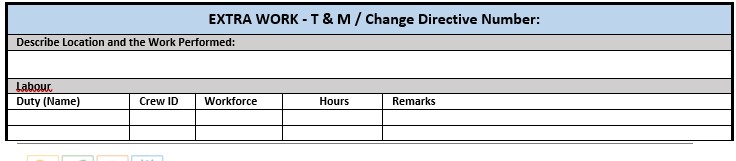 EXTRA WORK - T & M / Change Directive Number:
Describe Location and the Work Performed:
Labour
Duty (Name) Crew ID Workforce Hours Remarks